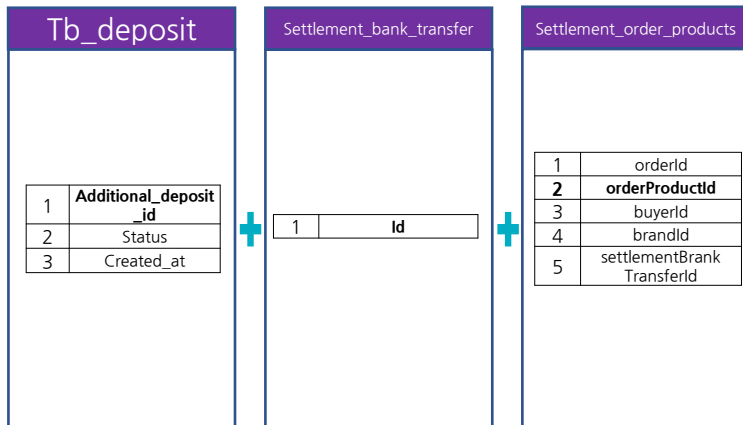 Tb_deposit
1 Additional_deposit
_id
2 Status
3 Created_at
Settlement_bank_transfer
1 Id
Settlement_order_products
1 orderId
2 orderProductId
3 buyerId
4 brandId
5 settlementBrank
TransferId